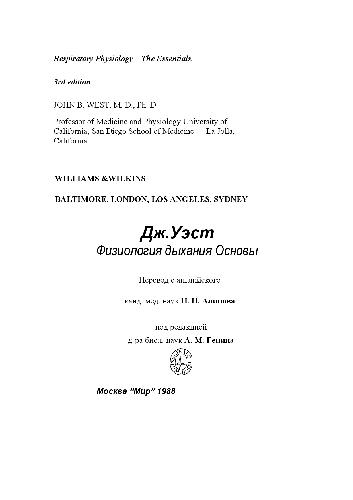 Respiratory Physiology - The Essentials.
3rd edition
JOHN B. WEST, M. D., Ph. D
Professor of Medicine and Physiology University of
California, San Diego School of Medicine La Jolla,
California
WILLIAMS &WILKINS
BALTIMORE, LONDON, LOS ANGELES, SYDNEY
Дж.Уэст
Физиология дыхания Основы
Перевод с английского
канд. мед. наук Н. Н.
под редакцией
д-ра биол. наук А. М. Генина
Москва "Мир" 1988